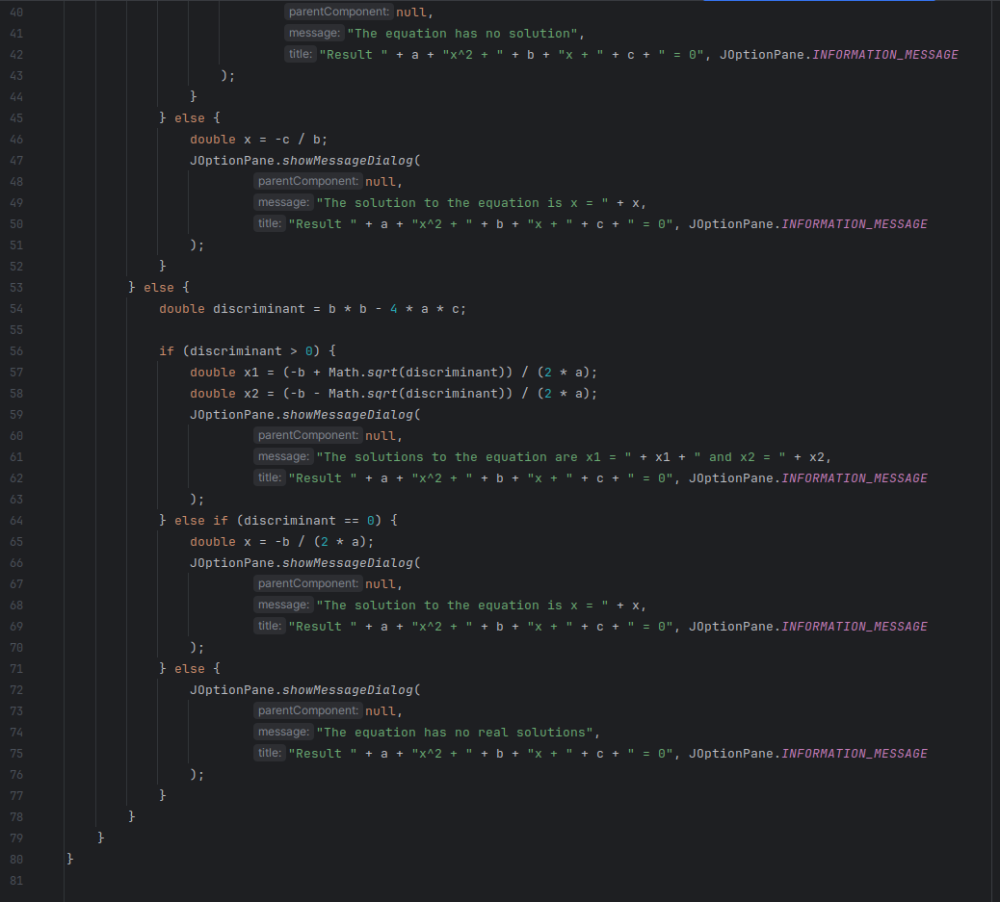 40 parentComponent: null,
41 message: "The equation has no solution",
42 title: "Result " + a + "x^2 + " + b + "x + " + c + " = 0", JOptionPane.INFORMATION_MESSAGE
43 );
44 }
45 } else {
46 double x = -c / b;
47 JOptionPane.showMessageDialog(
48 parentComponent: null,
49 message: "The solution to the equation is x = " + x,
50 title: "Result " + a + "x^2 + " + b + "x + " + c + " = 0", JOptionPane.INFORMATION_MESSAGE
51 );
52 }
53 } else {
54 double discriminant = b * b - 4 * a * c;
55
56 if (discriminant > 0) {
57 double x1 = (-b + Math.sqrt(discriminant)) / (2 * a);
58 double x2 = (-b - Math.sqrt(discriminant)) / (2 * a);
59 JOptionPane.showMessageDialog(
60 parentComponent: null,
61 message: "The solutions to the equation are x1 = " + x1 + " and x2 = " + x2,
62 title: "Result " + a + "x^2 + " + b + "x + " + c + " = 0", JOptionPane.INFORMATION_MESSAGE
63 );
64 } else if (discriminant == 0) {
65 double x = -b / (2 * a);
66 JOptionPane.showMessageDialog(
67 parentComponent: null,
68 message: "The solution to the equation is x = " + x,
69 title: "Result " + a + "x^2 + " + b + "x + " + c + " = 0", JOptionPane.INFORMATION_MESSAGE
70 );
71 } else {
72 JOptionPane.showMessageDialog(
73 parentComponent: null,
74 message: "The equation has no real solutions",
75 title: "Result " + a + "x^2 + " + b + "x + " + c + " = 0", JOptionPane.INFORMATION_MESSAGE
76 );
77 }
78 }
79 }
80 }
81